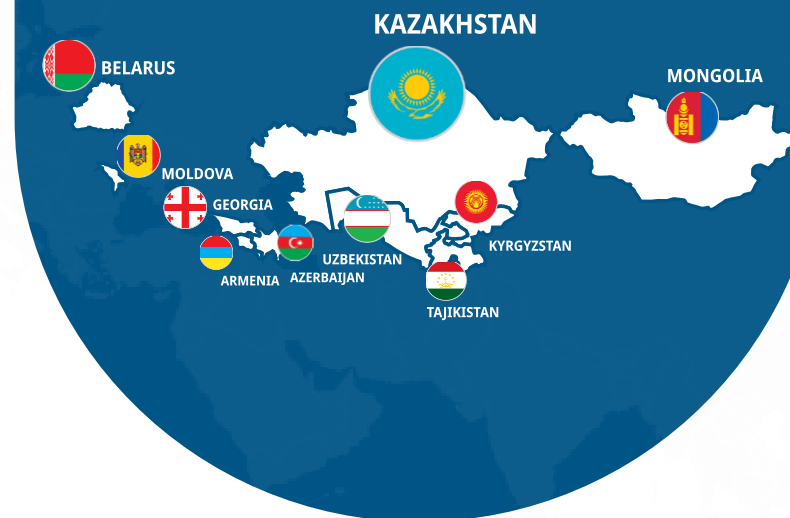 KAZAKHSTAN
BELARUS
MONGOLIA
MOLDOVA
GEORGIA
KYRGYZSTAN
UZBEKISTAN
ARMENIA
AZERBAIJAN
TAJIKISTAN